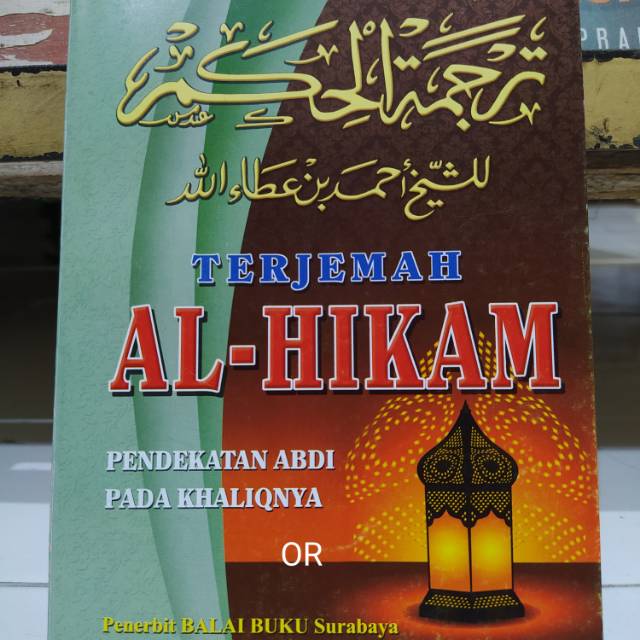 ترجمة الحكم
للشيخ أحمد بن عطاء الله
TERJEMAH
AL-HIKAM
PENDEKATAN ABDI
PADA KHALIQNYA
OR
Penerbit BALAI BUKU Surabaya